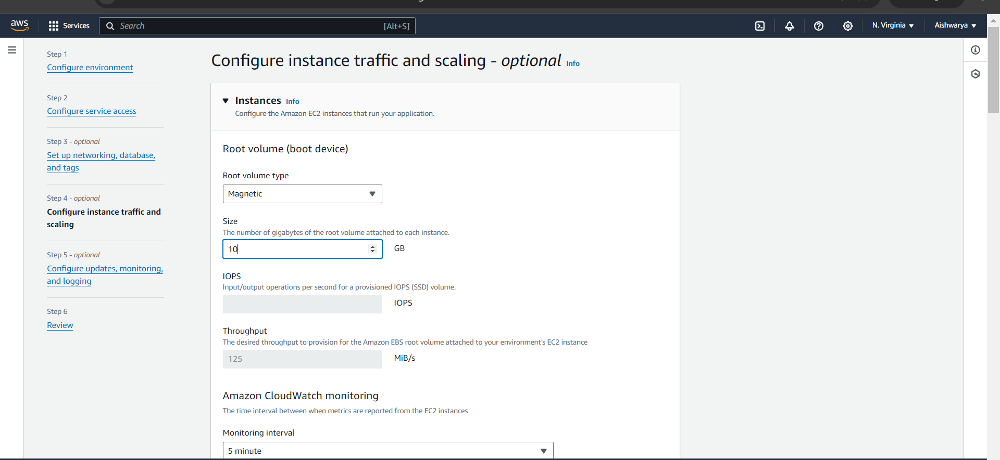 aws
Services
Search
[Alt+S]
N. Virginia
Aishwarya
Step 1
Configure environment
Step 2
Configure service access
Step 3 - optional
Set up networking, database,
and tags
Step 4 - optional
Configure instance traffic and
scaling
Step 5 - optional
Configure updates, monitoring,
and logging
Step 6
Review
Configure instance traffic and scaling - optional Info
Instances Info
Configure the Amazon EC2 instances that run your application.
Root volume (boot device)
Root volume type
Magnetic
Size
The number of gigabytes of the root volume attached to each instance.
10 GB
IOPS
Input/output operations per second for a provisioned IOPS (SSD) volume.
IOPS
Throughput
The desired throughput to provision for the Amazon EBS root volume attached to your environment's EC2 instance
125 MiB/s
Amazon CloudWatch monitoring
The time interval between when metrics are reported from the EC2 instances
Monitoring interval
5 minute